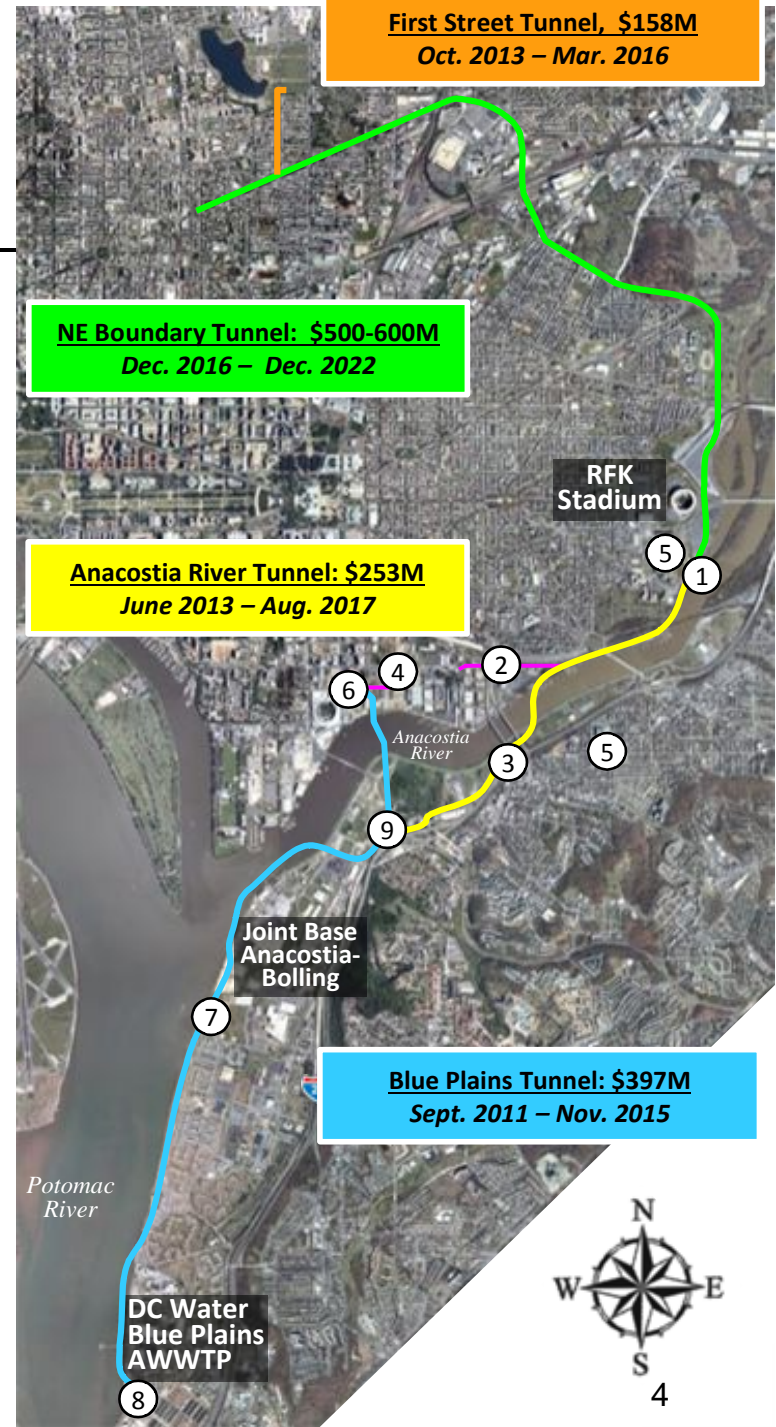 First Street Tunnel, $158M
Oct. 2013 – Mar. 2016
NE Boundary Tunnel: $500-600M
Dec. 2016 – Dec. 2022
RFK
Stadium
5
1
Anacostia River Tunnel: $253M
June 2013 – Aug. 2017
2
4
6
Anacostia
River
3
5
9
Joint Base
Anacostia-
Bolling
7
Blue Plains Tunnel: $397M
Sept. 2011 – Nov. 2015
Potomac
River
N
W E
S
DC Water
Blue Plains
AWWTP
8
4